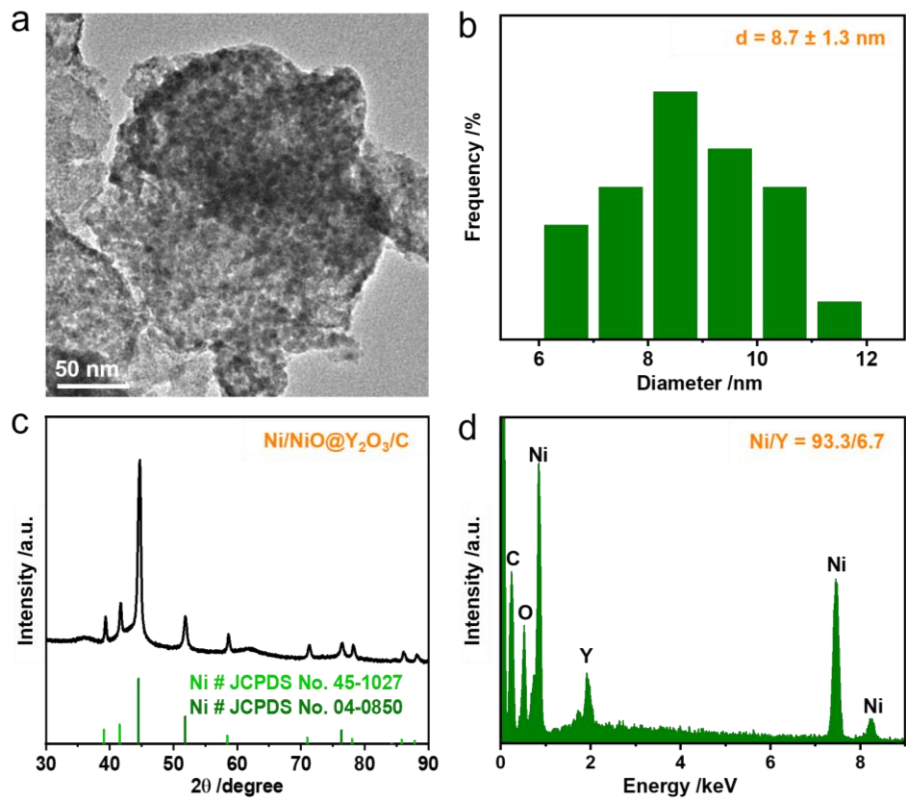 a
50 nm
b
d = 8.7 ± 1.3 nm
Frequency /%
6 8 10 12
Diameter /nm
c
Ni/NiO@Y₂O₃/C
Intensity /a.u.
Ni # JCPDS No. 45-1027
Ni # JCPDS No. 04-0850
30 40 50 60 70 80 90
2θ /degree
d
Ni/Y = 93.3/6.7
Intensity /a.u.
Ni
C
O
Y
Ni
Ni
0 2 4 6 8
Energy /keV